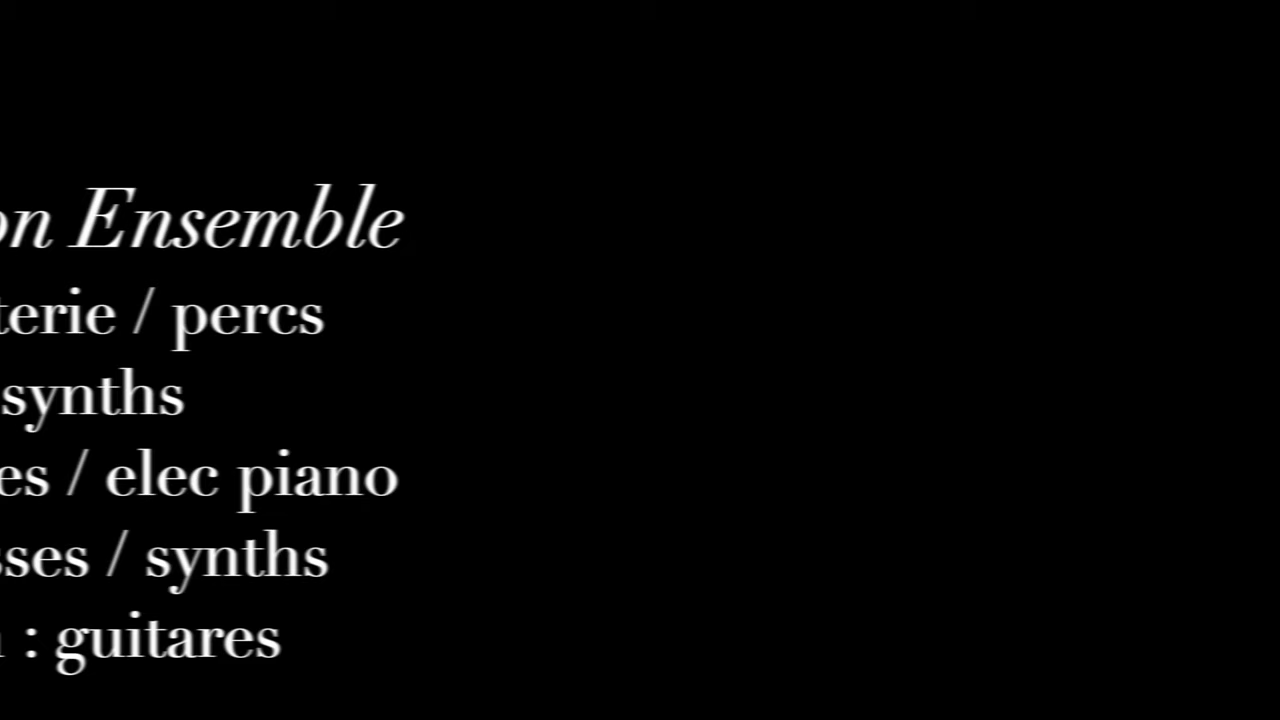 on Ensemble
terie / percs
synths
es / elec piano
sses / synths
: guitares